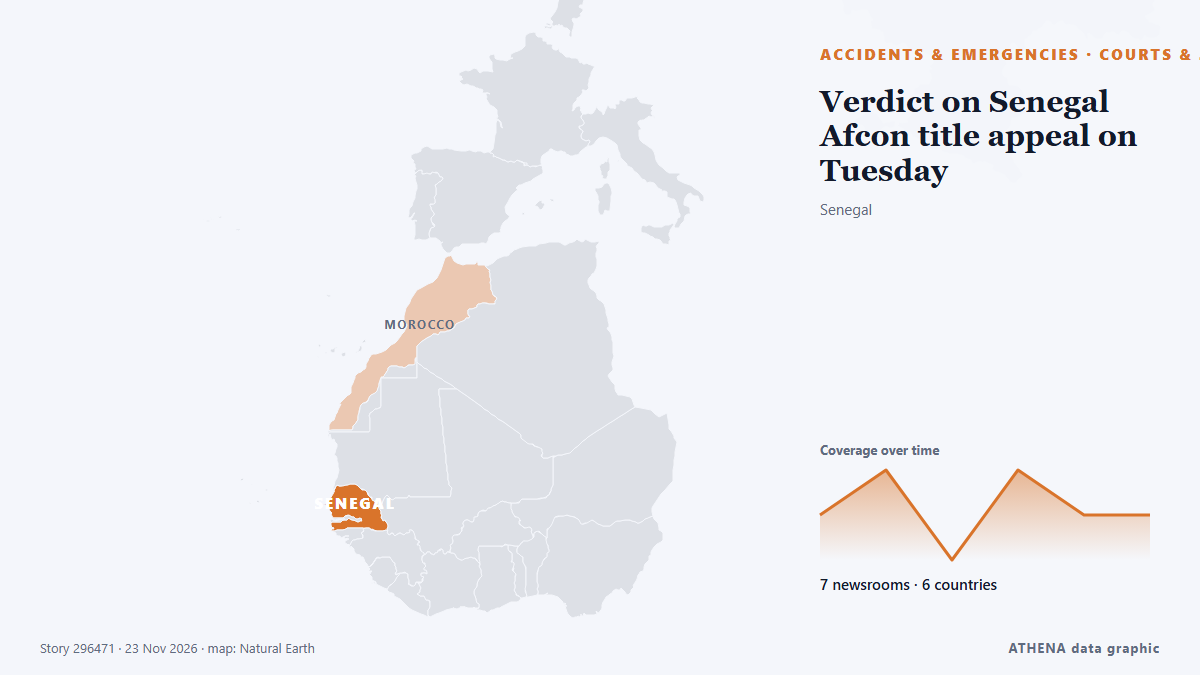 ACCIDENTS & EMERGENCIES · COURTS &
Verdict on Senegal
Afcon title appeal on
Tuesday
Senegal
MOROCCO
SENEGAL
Coverage over time
7 newsrooms · 6 countries
Story 296471 · 23 Nov 2026 · map: Natural Earth
ATHENA data graphic